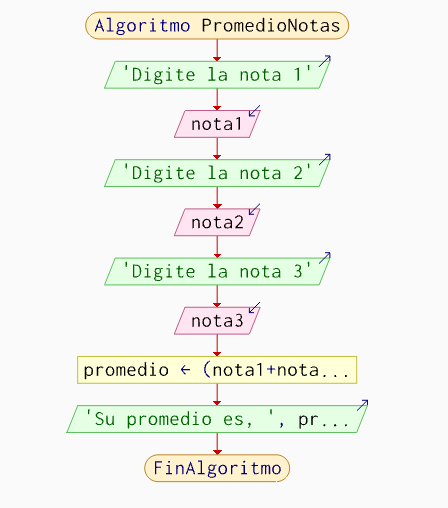 Algoritmo PromedioNotas
'Digite la nota 1'
nota1
'Digite la nota 2'
nota2
'Digite la nota 3'
nota3
promedio ← (nota1+nota...
'Su promedio es, ', pr...
FinAlgoritmo